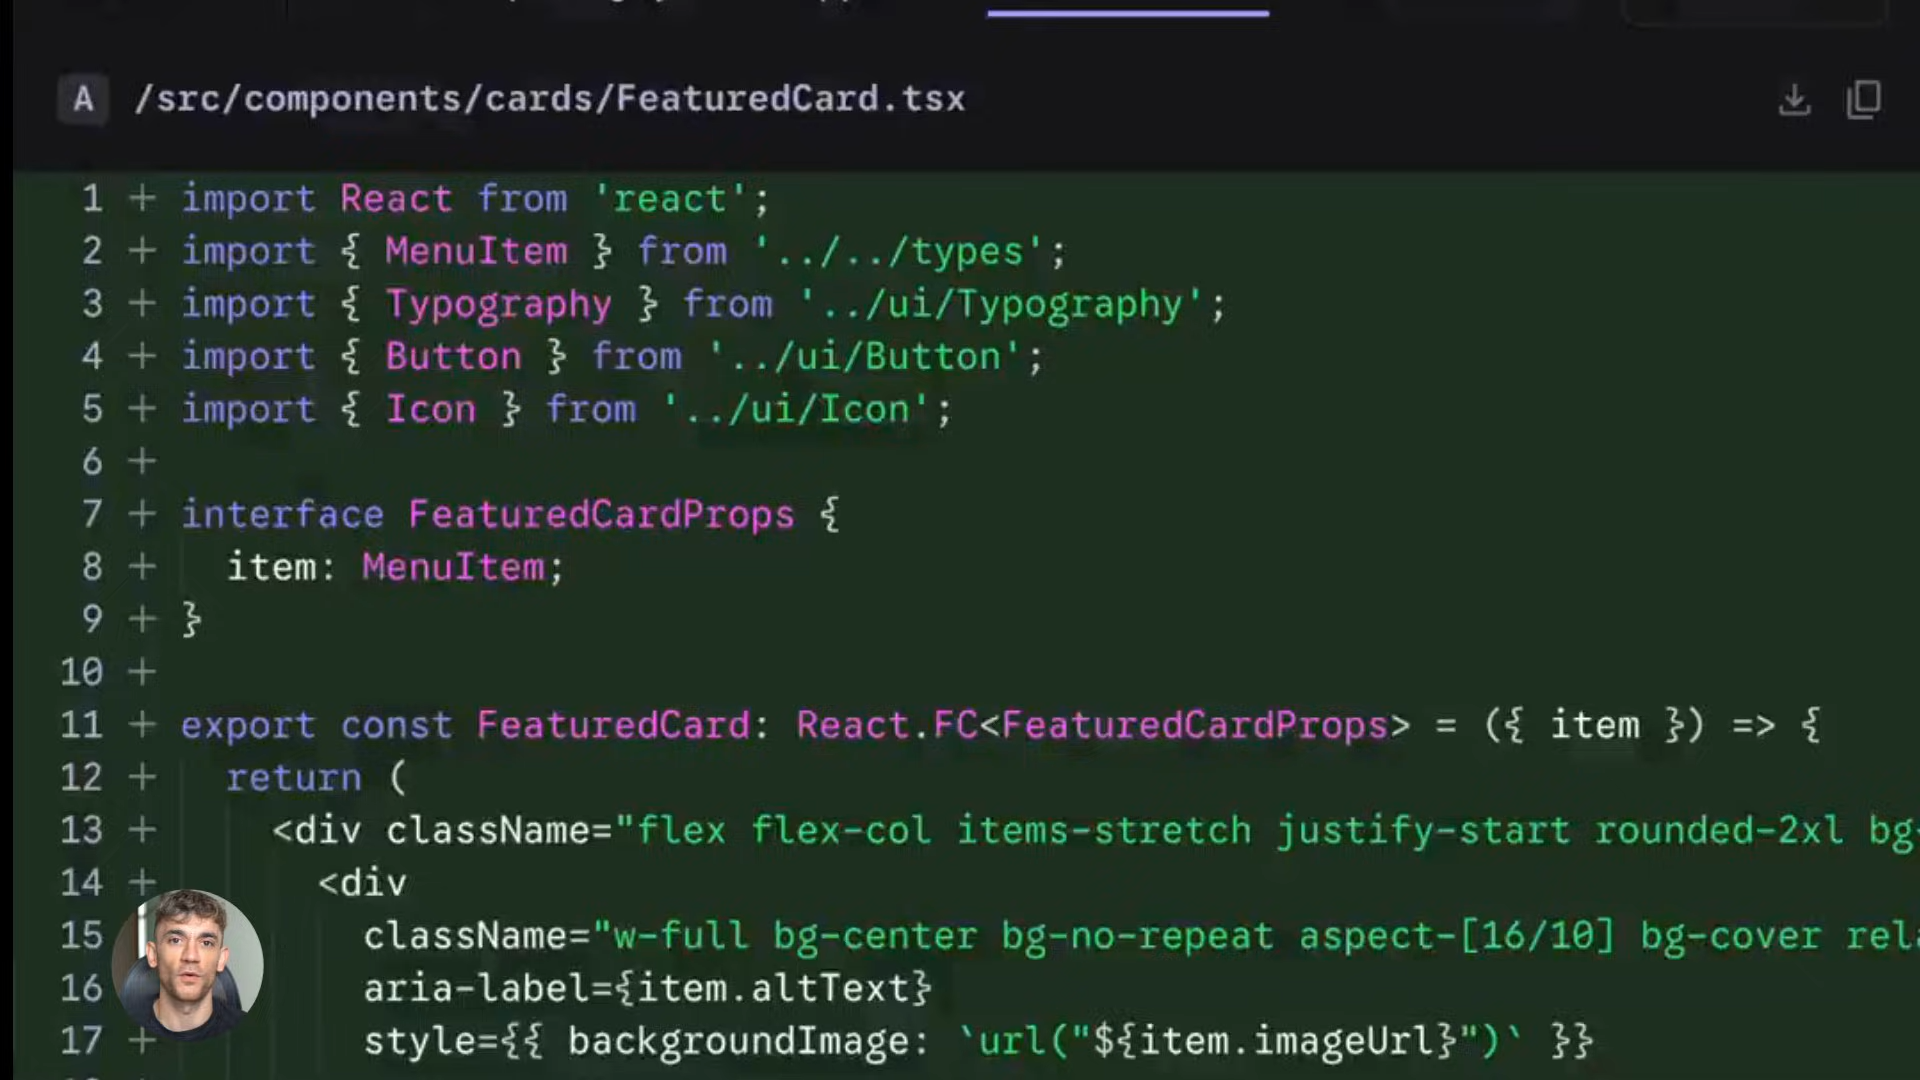 A /src/components/cards/FeaturedCard.tsx
1 + import React from 'react';
2 + import { MenuItem } from '../../types';
3 + import { Typography } from '../ui/Typography';
4 + import { Button } from '../ui/Button';
5 + import { Icon } from '../ui/Icon';
6 +
7 + interface FeaturedCardProps {
8 + item: MenuItem;
9 + }
10 +
11 + export const FeaturedCard: React.FC<FeaturedCardProps> = ({ item }) => {
12 + return (
13 + <div className="flex flex-col items-stretch justify-start rounded-2xl bg-
14 + <div
15 className="w-full bg-center bg-no-repeat aspect-[16/10] bg-cover rela
16 aria-label={item.altText}
17 + style={{ backgroundImage: `url("${item.imageUrl}")` }}